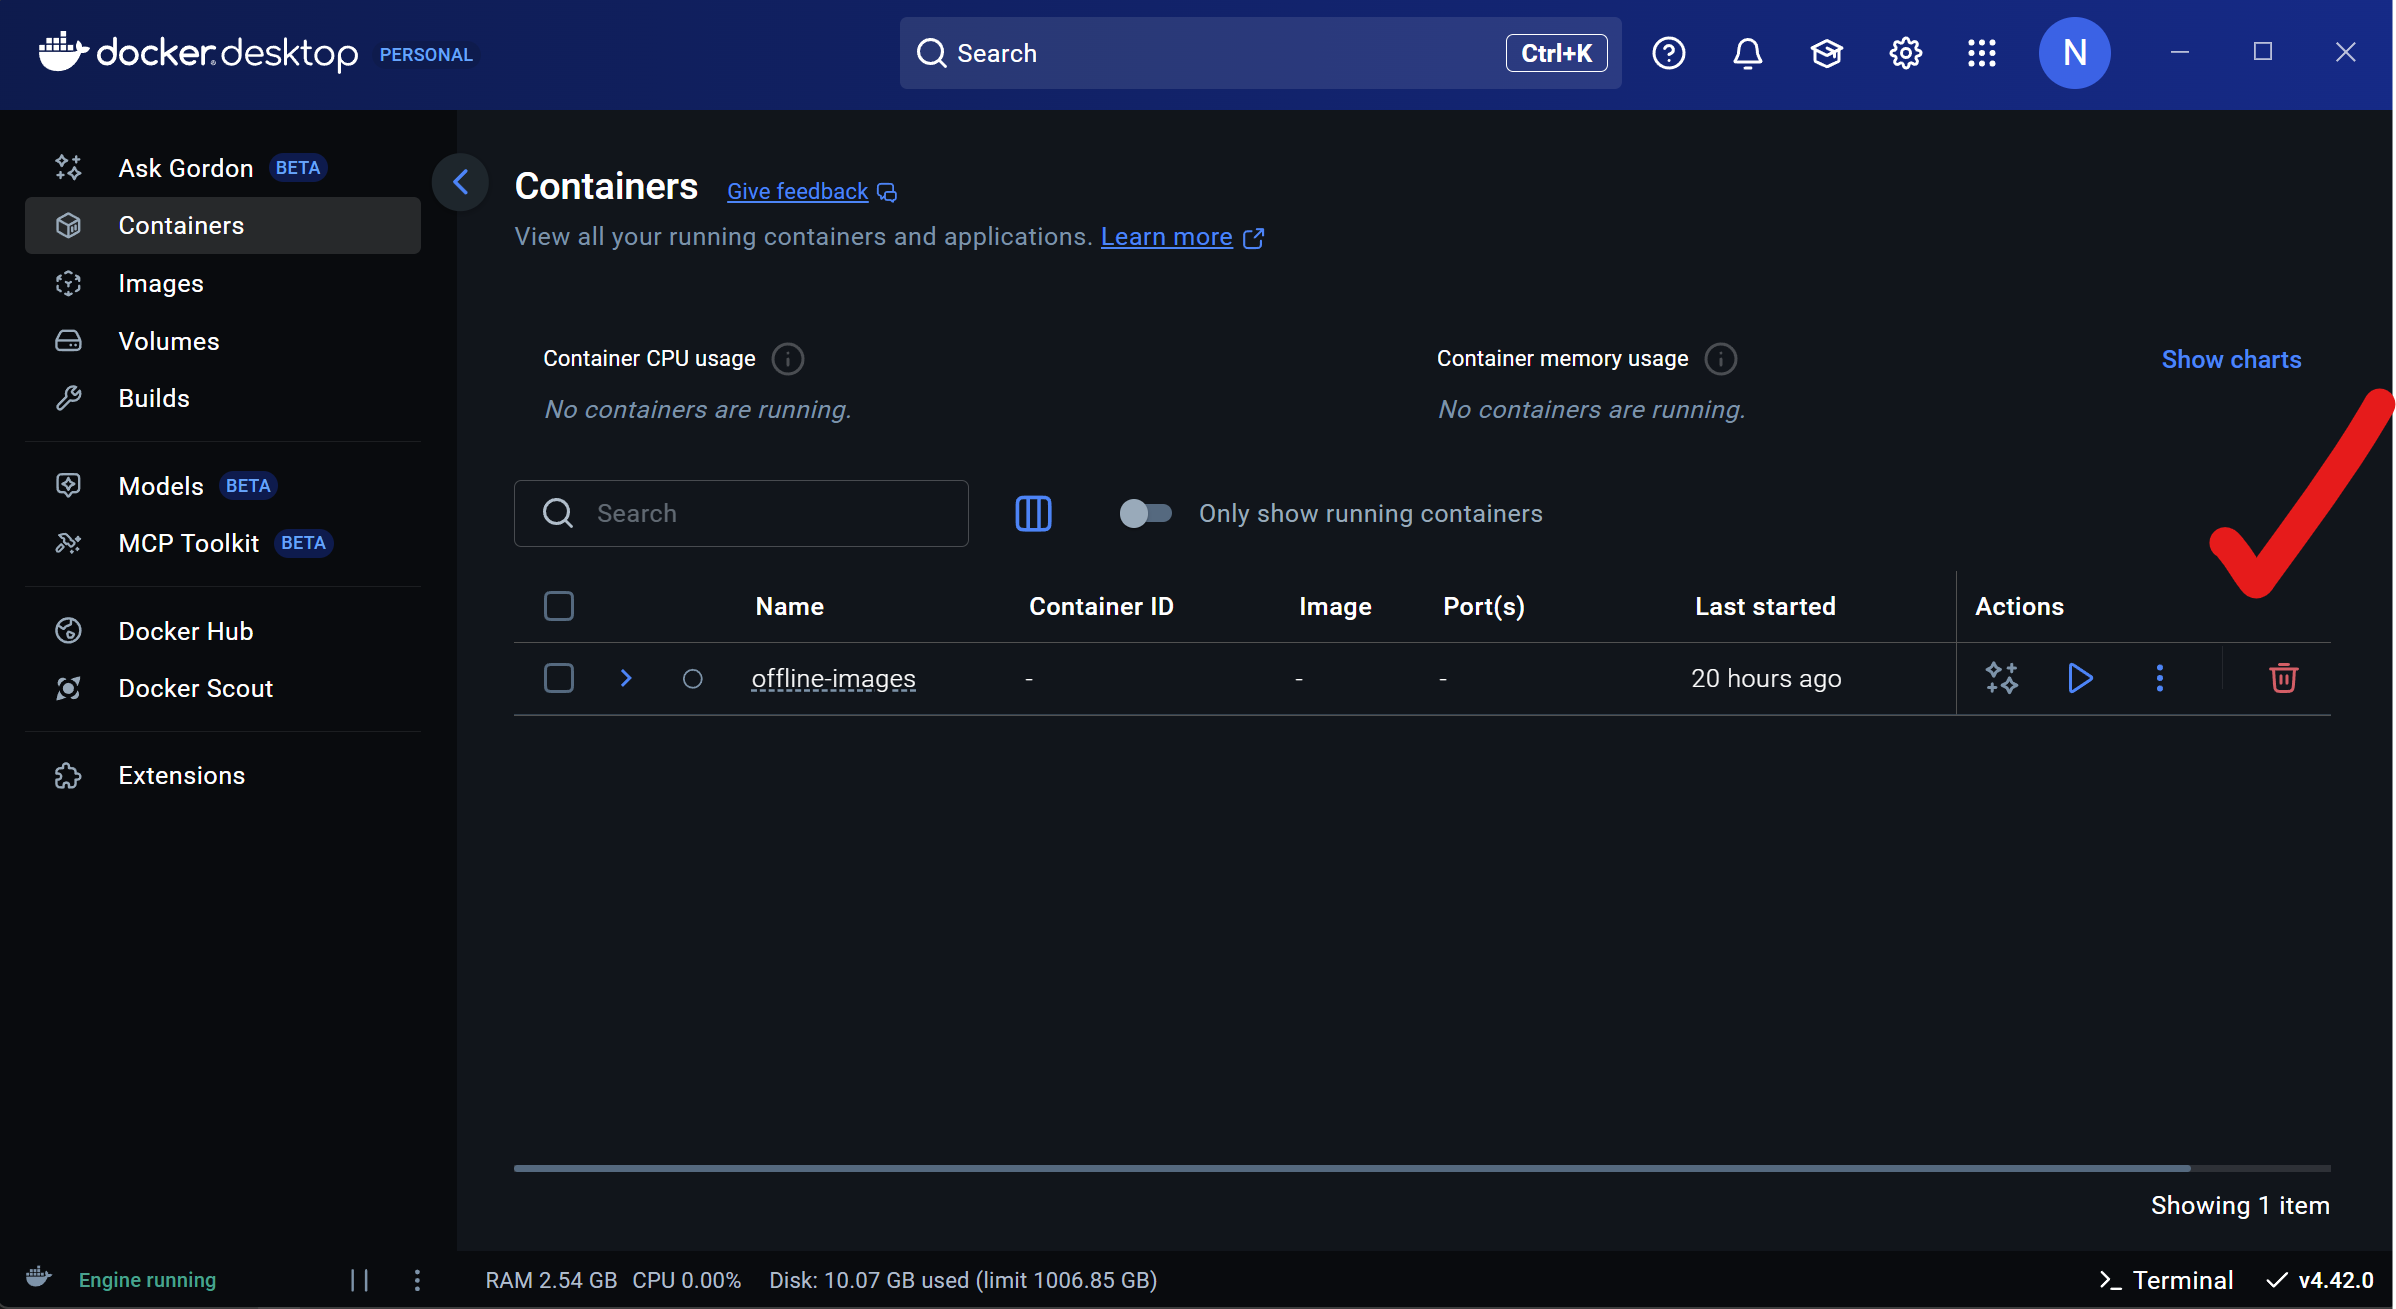 docker.desktop PERSONAL
Search Ctrl+K
N
Ask Gordon BETA
Containers
Images
Volumes
Builds
Models BETA
MCP Toolkit BETA
Docker Hub
Docker Scout
Extensions
Containers Give feedback
View all your running containers and applications. Learn more
Container CPU usage
No containers are running.
Container memory usage
No containers are running.
Show charts
Search
Only show running containers
Name Container ID Image Port(s) Last started Actions
offline-images - - - 20 hours ago
Showing 1 item
Engine running
RAM 2.54 GB CPU 0.00% Disk: 10.07 GB used (limit 1006.85 GB)
>_ Terminal
v4.42.0